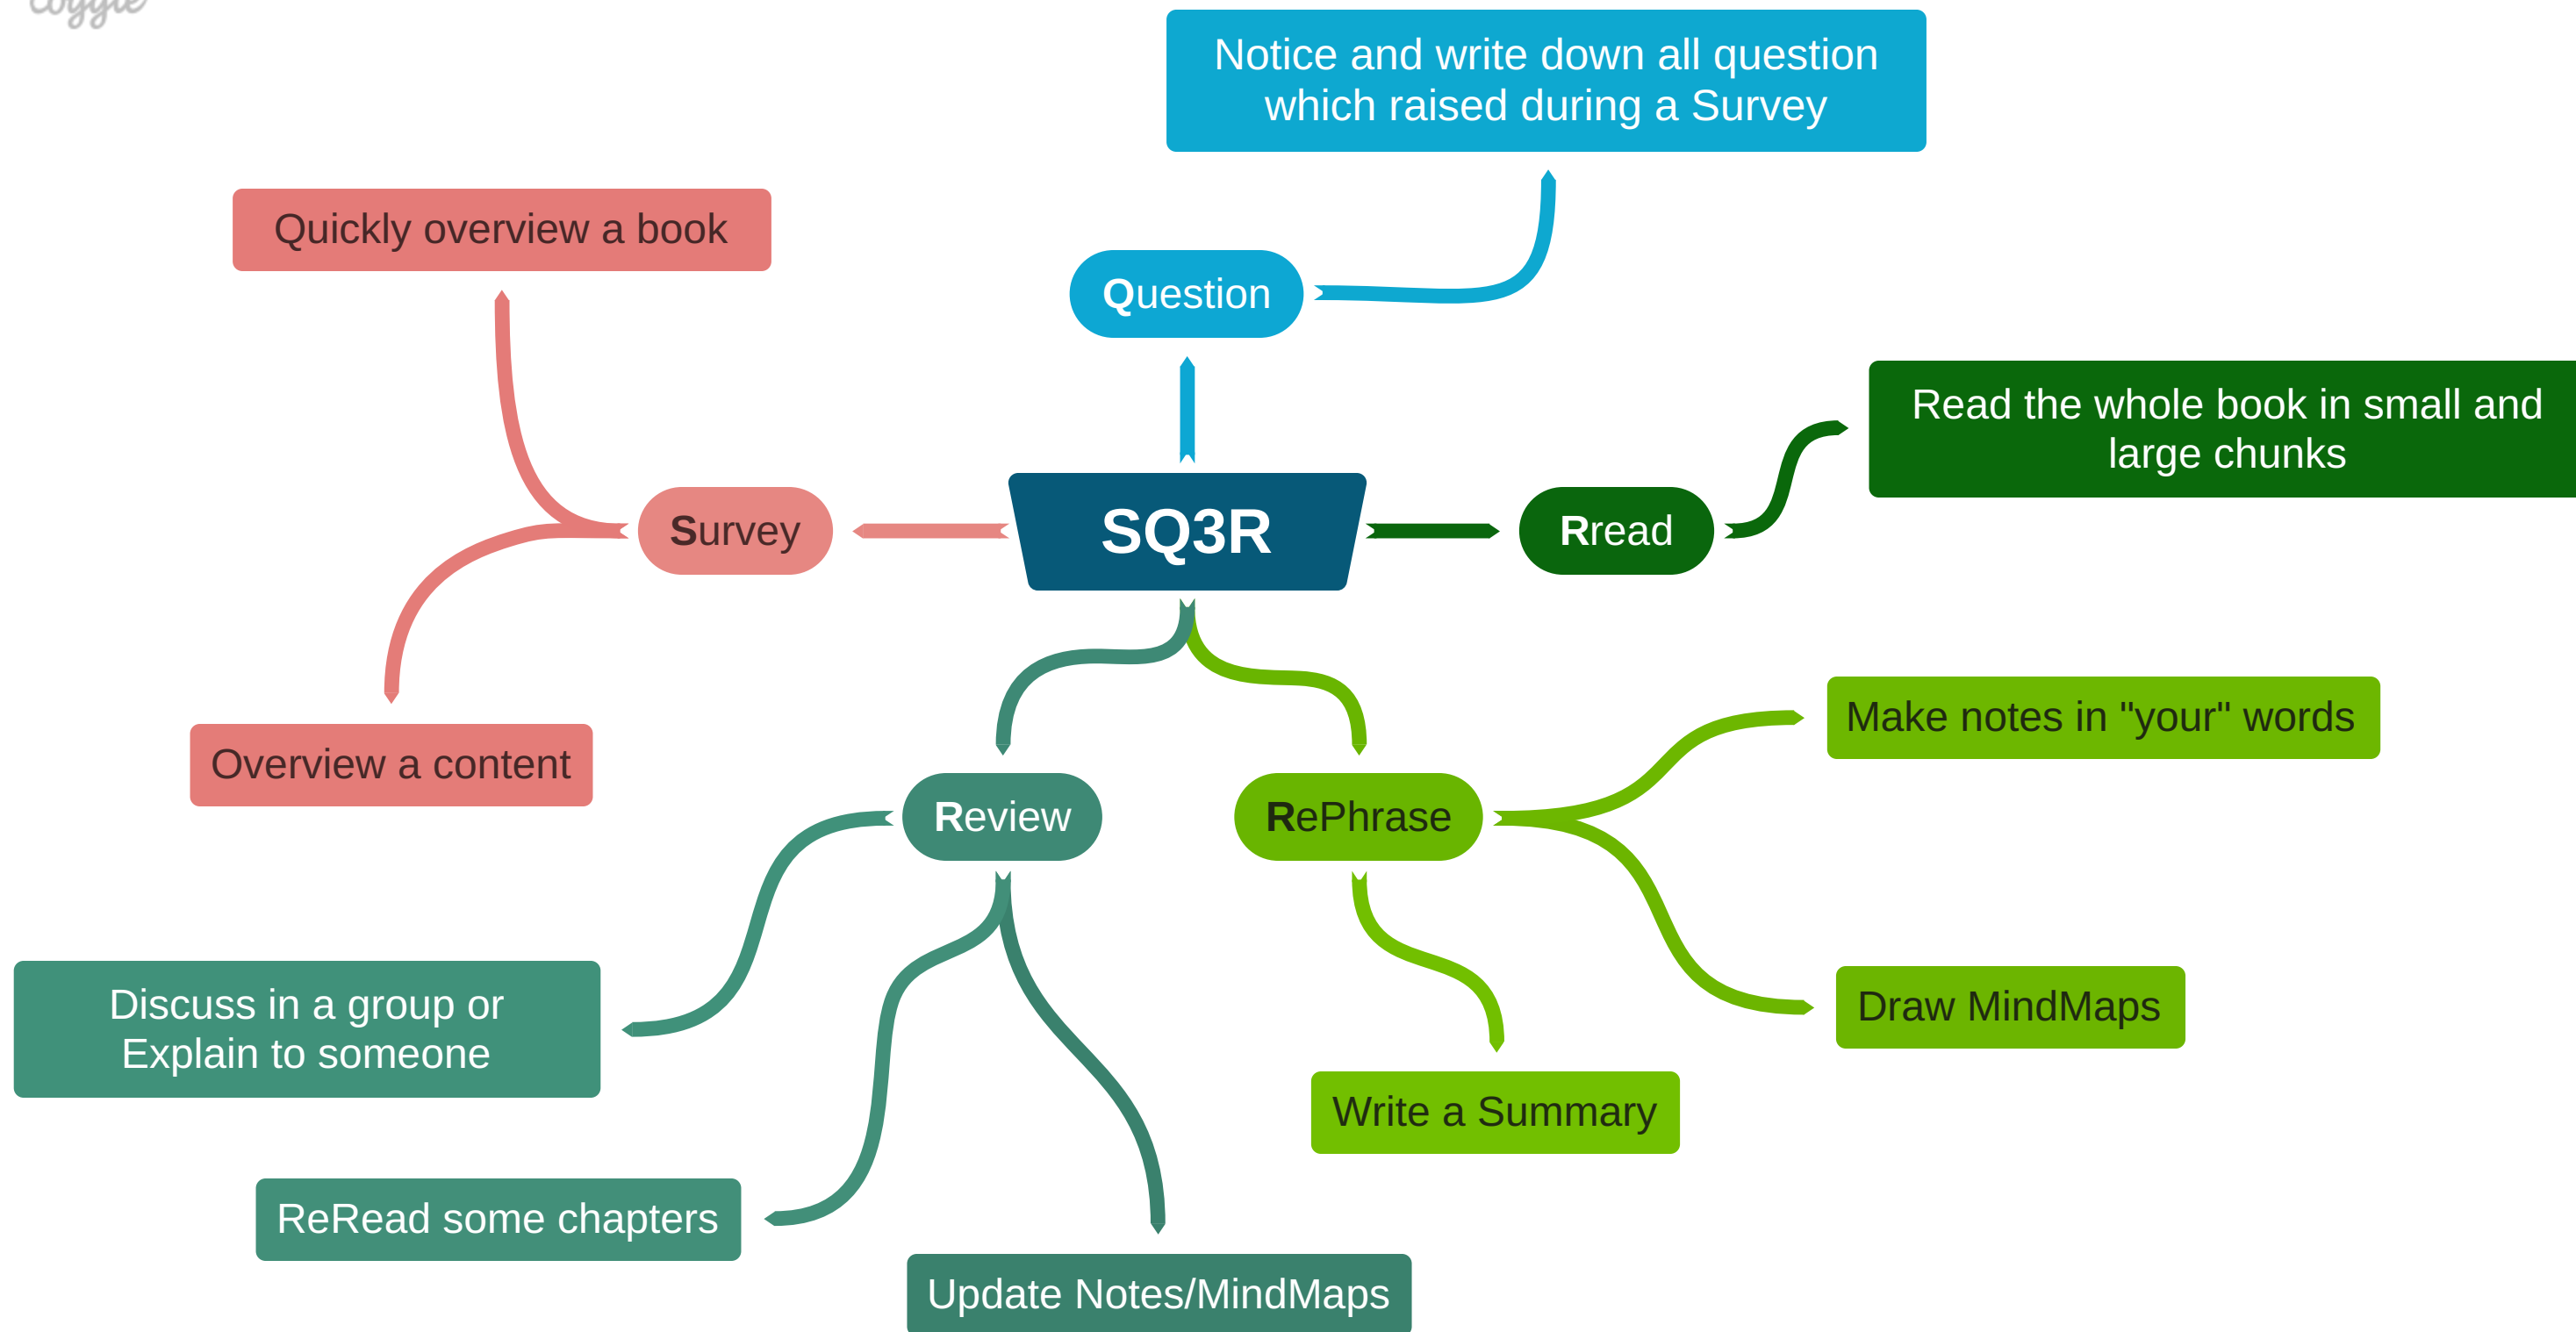 coggle
Notice and write down all question
which raised during a Survey
Quickly overview a book
Question
Read the whole book in small and
large chunks
Survey
SQ3R
Rread
Make notes in "your" words
Overview a content
Review
RePhrase
Discuss in a group or
Explain to someone
Draw MindMaps
Write a Summary
ReRead some chapters
Update Notes/MindMaps